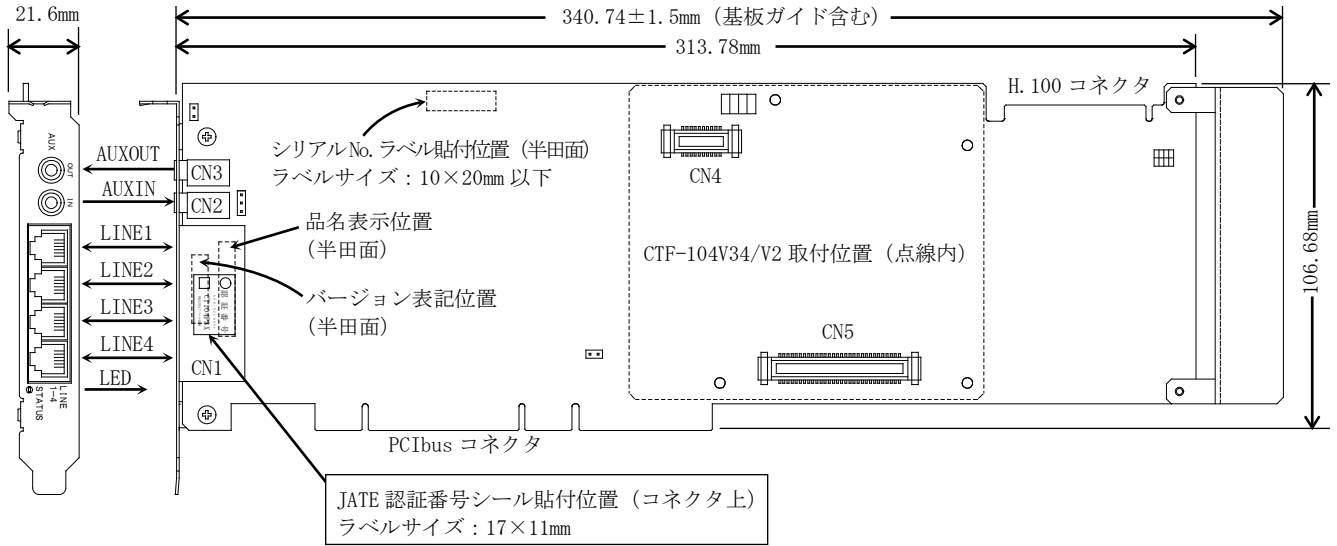 21.6mm
340.74±1.5mm (基板ガイド含む)
313.78mm
H.100 コネクタ
シリアルNo.ラベル貼付位置（半田面）
ラベルサイズ：10×20mm 以下
AUX
OUT
IN
AUXOUT
AUXIN
CN3
CN2
CN4
LINE1
LINE2
LINE3
LINE4
LED
品名表示位置
(半田面)
バージョン表記位置
(半田面)
認証番号
CTF-104V34/V2 取付位置（点線内）
106.68mm
CN5
CN1
LINE
1-4
STATUS
PCIbus コネクタ
JATE 認証番号シール貼付位置（コネクタ上）
ラベルサイズ：17×11mm